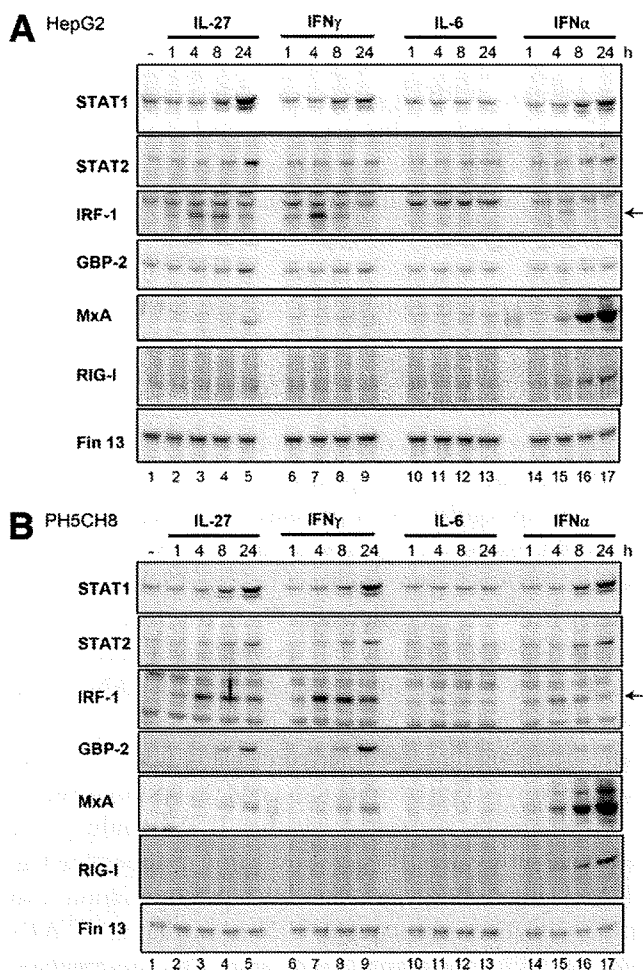 A HepG2
IL-27 IFNγ IL-6 IFNα
- 1 4 8 24 1 4 8 24 1 4 8 24 1 4 8 24 h
STAT1
STAT2
IRF-1
GBP-2
MxA
RIG-I
Fin 13
1 2 3 4 5 6 7 8 9 10 11 12 13 14 15 16 17
B PH5CH8
IL-27 IFNγ IL-6 IFNα
- 1 4 8 24 1 4 8 24 1 4 8 24 1 4 8 24 h
STAT1
STAT2
IRF-1
GBP-2
MxA
RIG-I
Fin 13
1 2 3 4 5 6 7 8 9 10 11 12 13 14 15 16 17